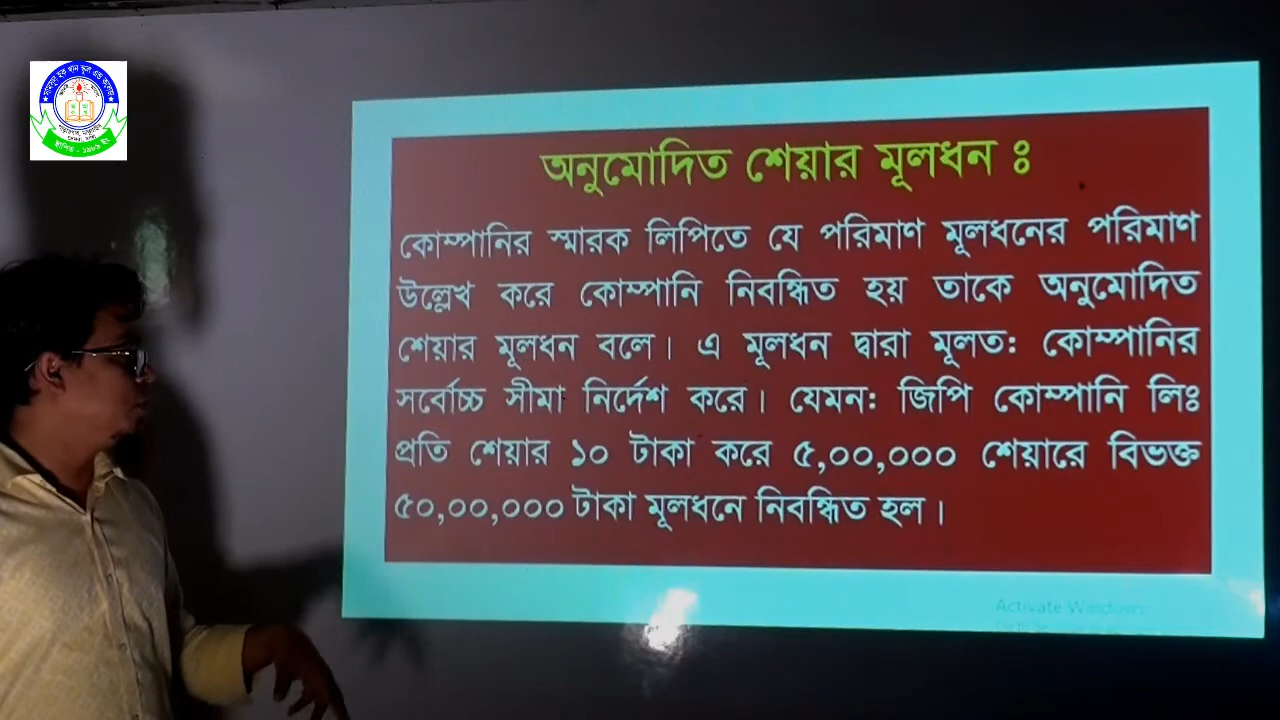 অনুমোদিত শেয়ার মূলধন ঃ
কোম্পানির স্মারক লিপিতে যে পরিমাণ মূলধনের পরিমাণ
উল্লেখ করে কোম্পানি নিবন্ধিত হয় তাকে অনুমোদিত
শেয়ার মূলধন বলে। এ মূলধন দ্বারা মূলত: কোম্পানির
সর্বোচ্চ সীমা নির্দেশ করে। যেমন: জিপি কোম্পানি লিঃ
প্রতি শেয়ার ১০ টাকা করে ৫,০০,০০০ শেয়ারে বিভক্ত
৫০,০০,০০০ টাকা মূলধনে নিবন্ধিত হল।
Activate Windows
স্থাপিত - ১৯৮৯ ইং